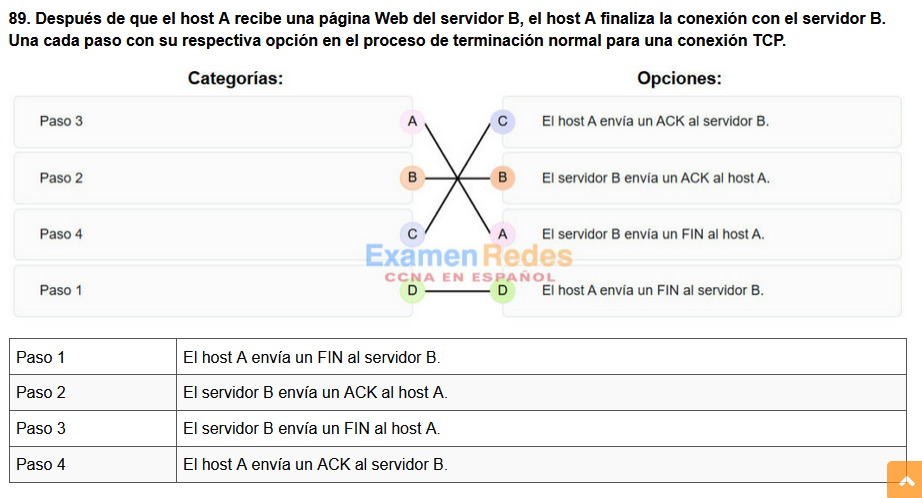 89. Después de que el host A recibe una página Web del servidor B, el host A finaliza la conexión con el servidor B.
Una cada paso con su respectiva opción en el proceso de terminación normal para una conexión TCP.
Categorías: Opciones:
Paso 3 A C El host A envía un ACK al servidor B.
Paso 2 B B El servidor B envía un ACK al host A.
Paso 4 C A El servidor B envía un FIN al host A.
ExamenRedes
CCNA EN ESPAÑOL
Paso 1 D D El host A envía un FIN al servidor B.
Paso 1 El host A envía un FIN al servidor B.
Paso 2 El servidor B envía un ACK al host A.
Paso 3 El servidor B envía un FIN al host A.
Paso 4 El host A envía un ACK al servidor B.